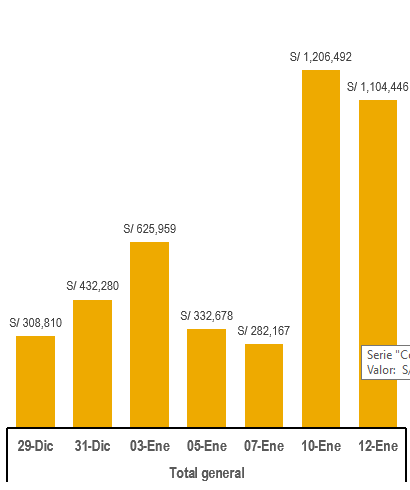 S/ 1,206,492
S/ 1,104,446
S/ 625,959
S/ 432,280
S/ 332,678
S/ 308,810
S/ 282,167
Serie "C
Valor: S/
29-Dic 31-Dic 03-Ene 05-Ene 07-Ene 10-Ene 12-Ene
Total general